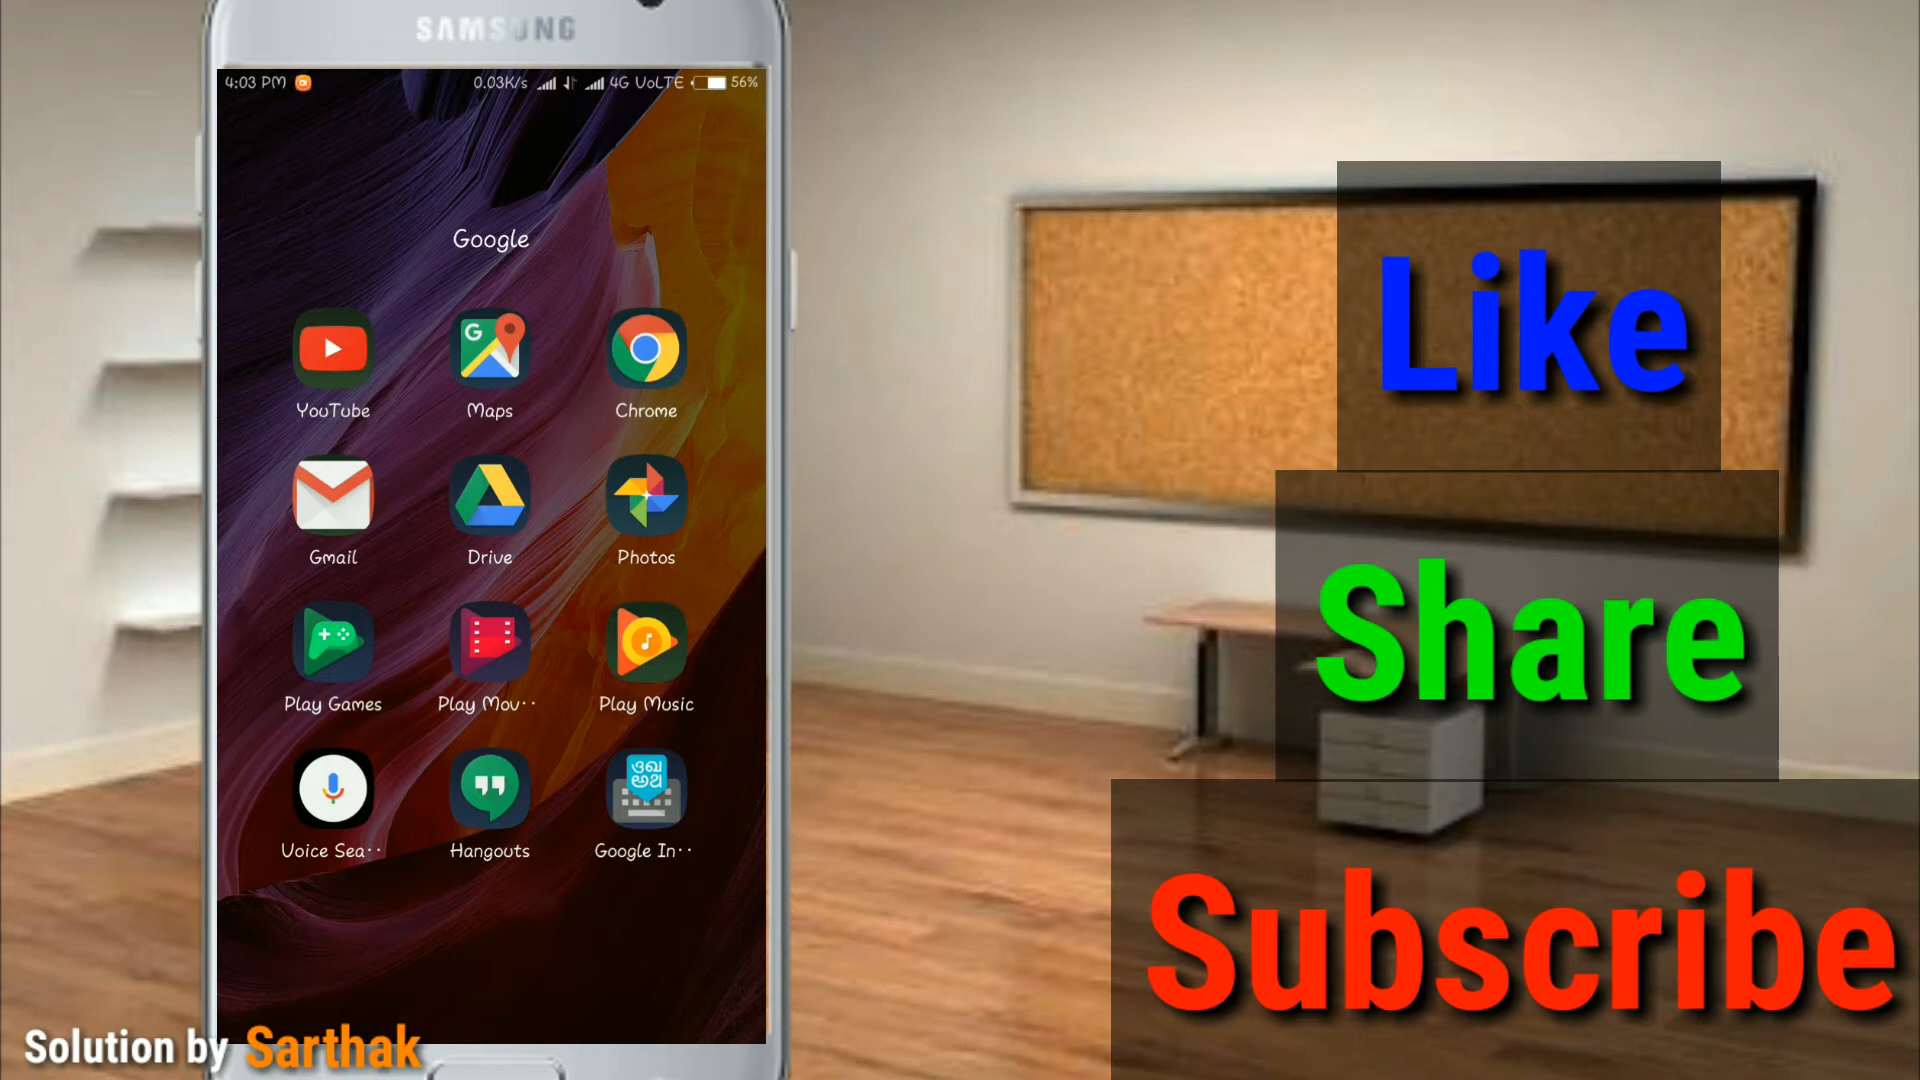 SAMSUNG
4:03 PM 0.03K/s 4G VoLTE 56%
Google
YouTube Maps Chrome
Gmail Drive Photos
Play Games Play Mov·· Play Music
Voice Sea·· Hangouts Google In··
Like
Share
Subscribe
Solution by Sarthak